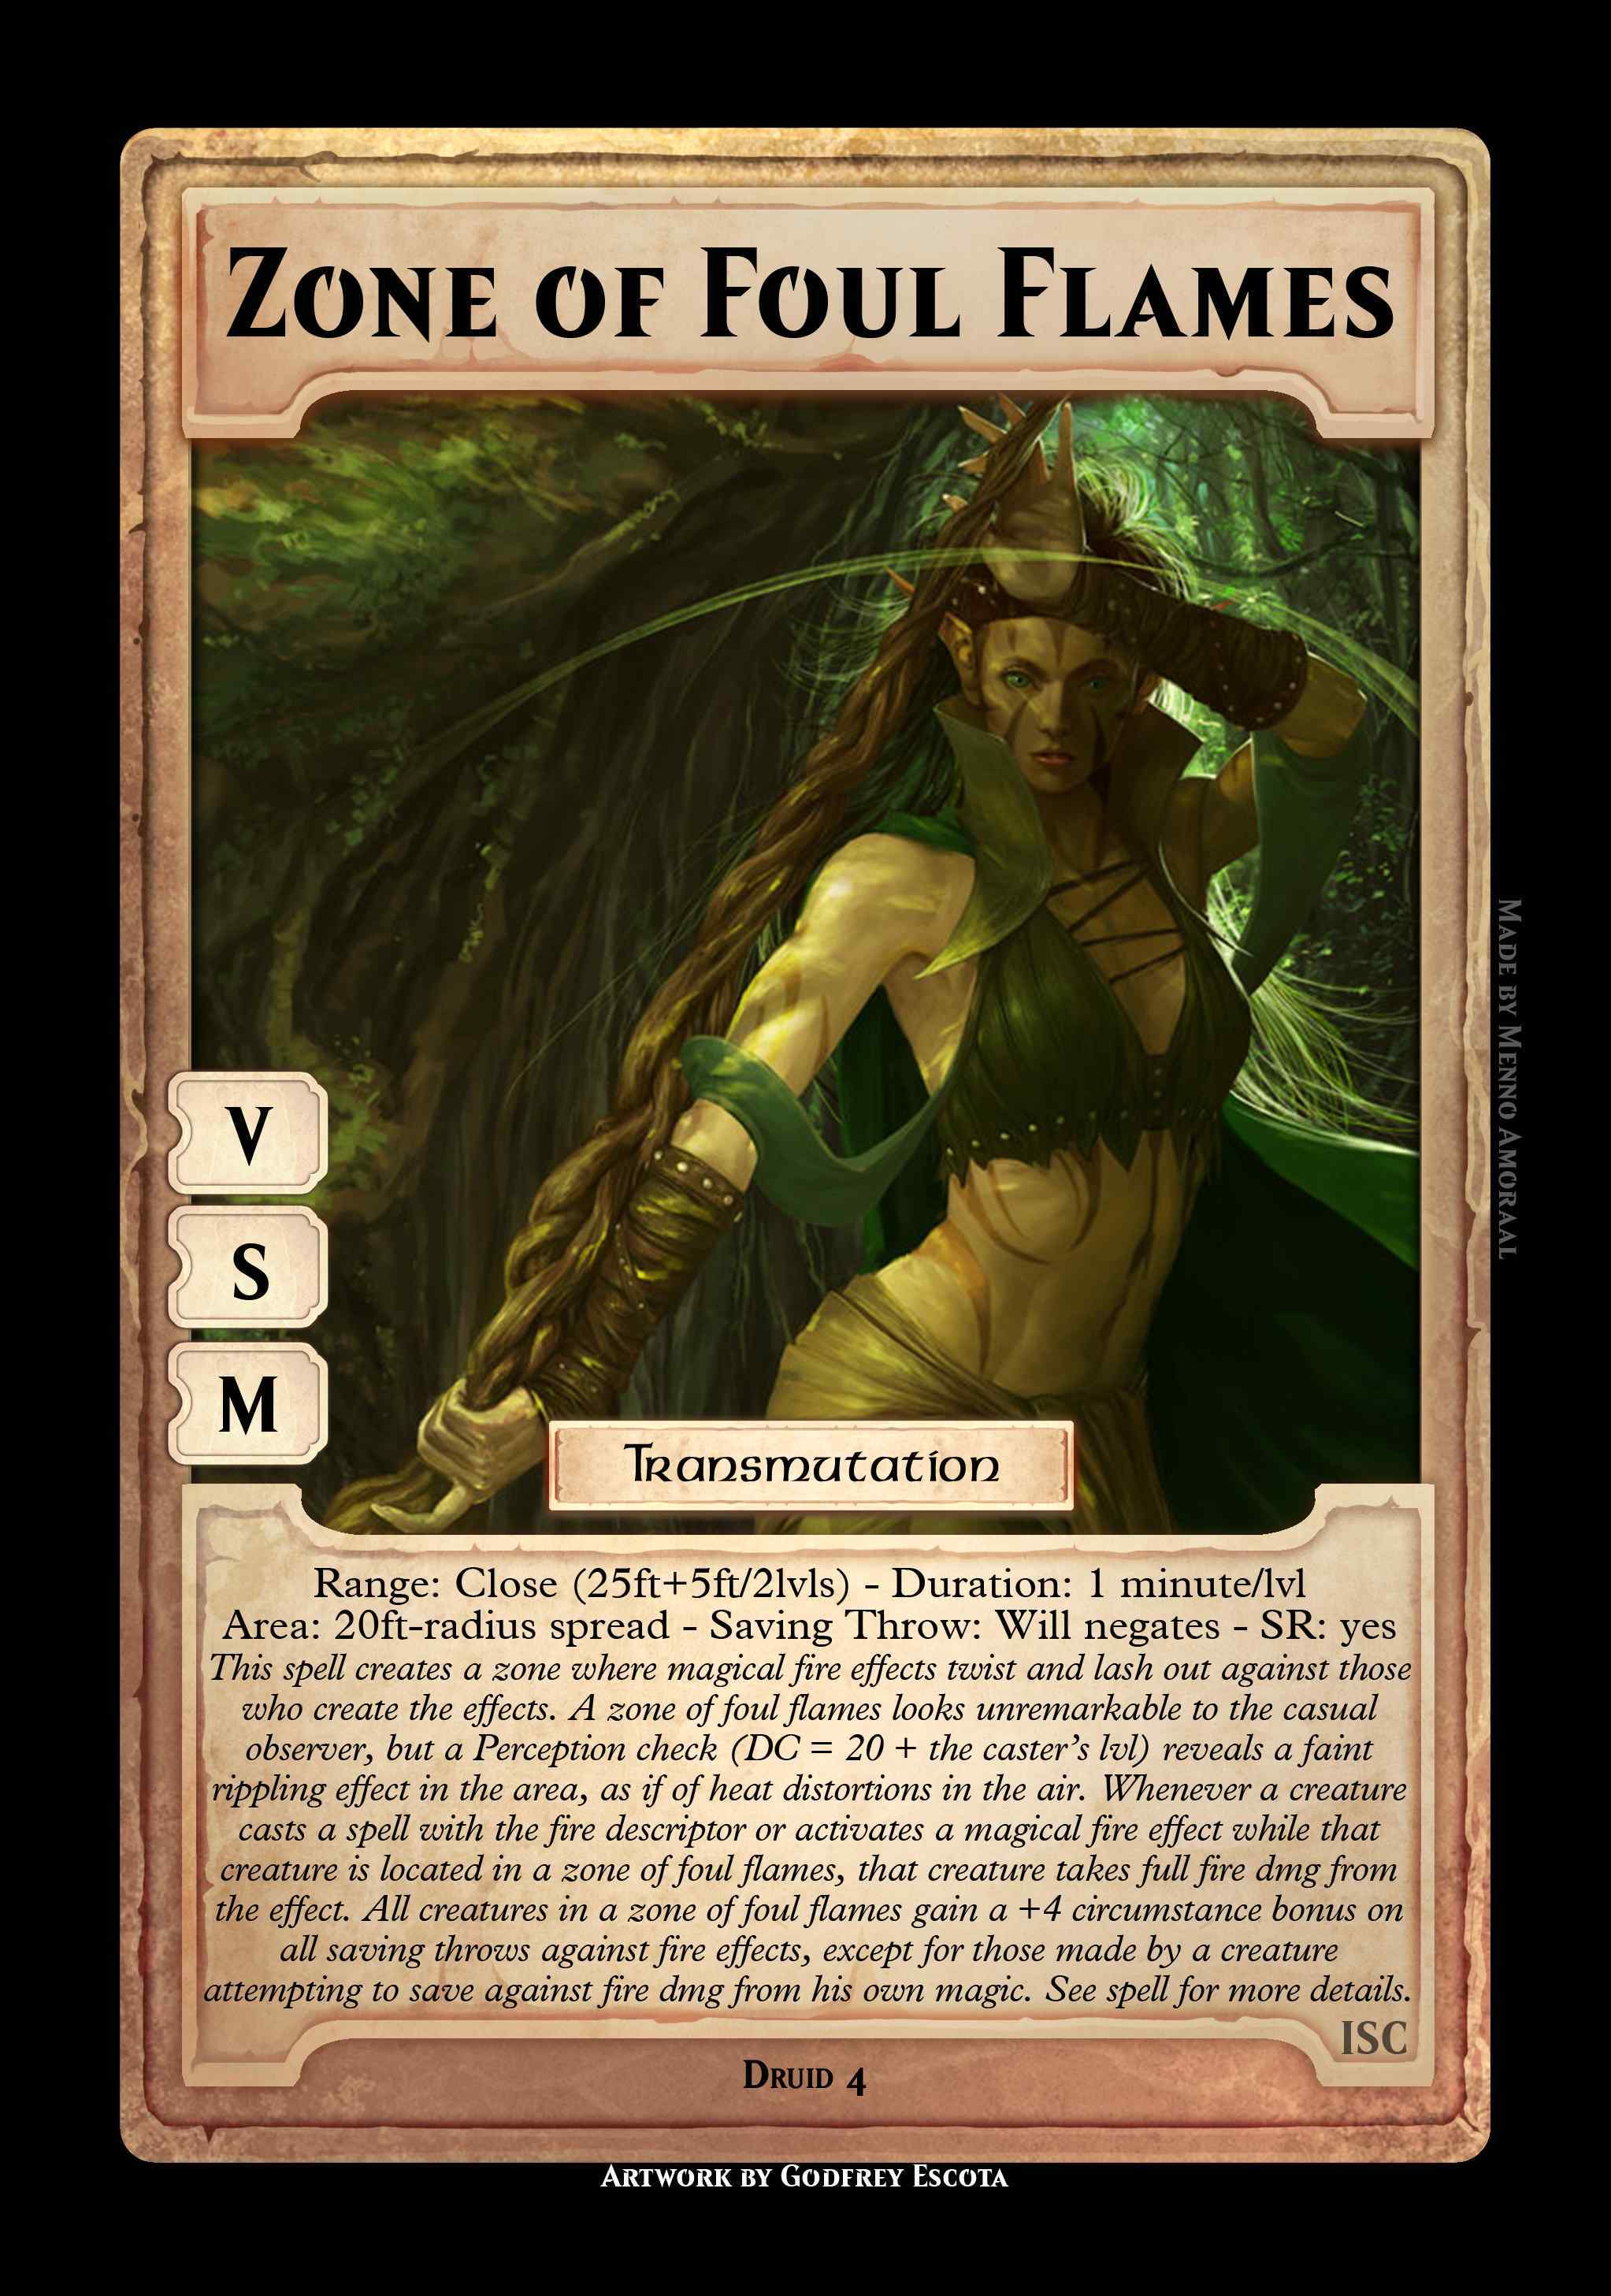 Zone of Foul Flames
V
S
M
Transmutation
Range: Close (25ft+5ft/2lvls) - Duration: 1 minute/lvl
Area: 20ft-radius spread - Saving Throw: Will negates - SR: yes
This spell creates a zone where magical fire effects twist and lash out against those
who create the effects. A zone of foul flames looks unremarkable to the casual
observer, but a Perception check (DC = 20 + the caster's lvl) reveals a faint
rippling effect in the area, as if of heat distortions in the air. Whenever a creature
casts a spell with the fire descriptor or activates a magical fire effect while that
creature is located in a zone of foul flames, that creature takes full fire dmg from
the effect. All creatures in a zone of foul flames gain a +4 circumstance bonus on
all saving throws against fire effects, except for those made by a creature
attempting to save against fire dmg from his own magic. See spell for more details.
ISC
Druid 4
Artwork by Godfrey Escota
Made by Menno Amoraal